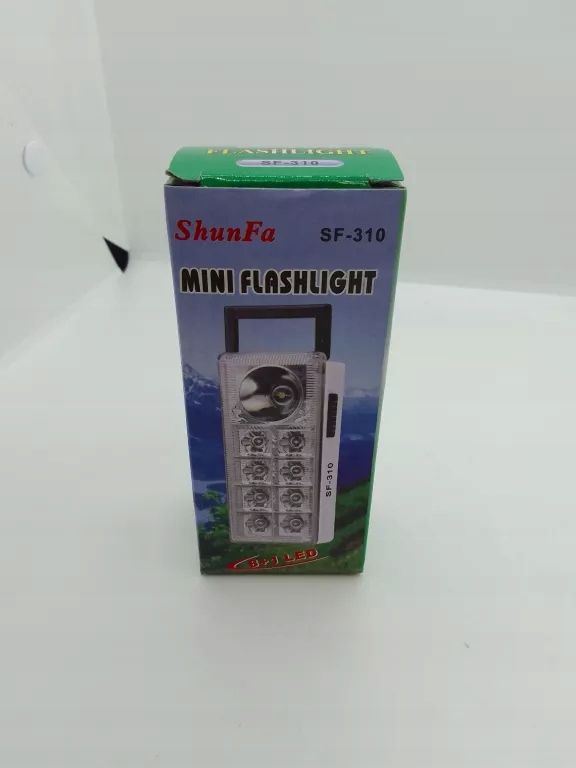 FLASHLIGHT
SF-310
ShunFa SF-310
MINI FLASHLIGHT
SF-310
8+1 LED